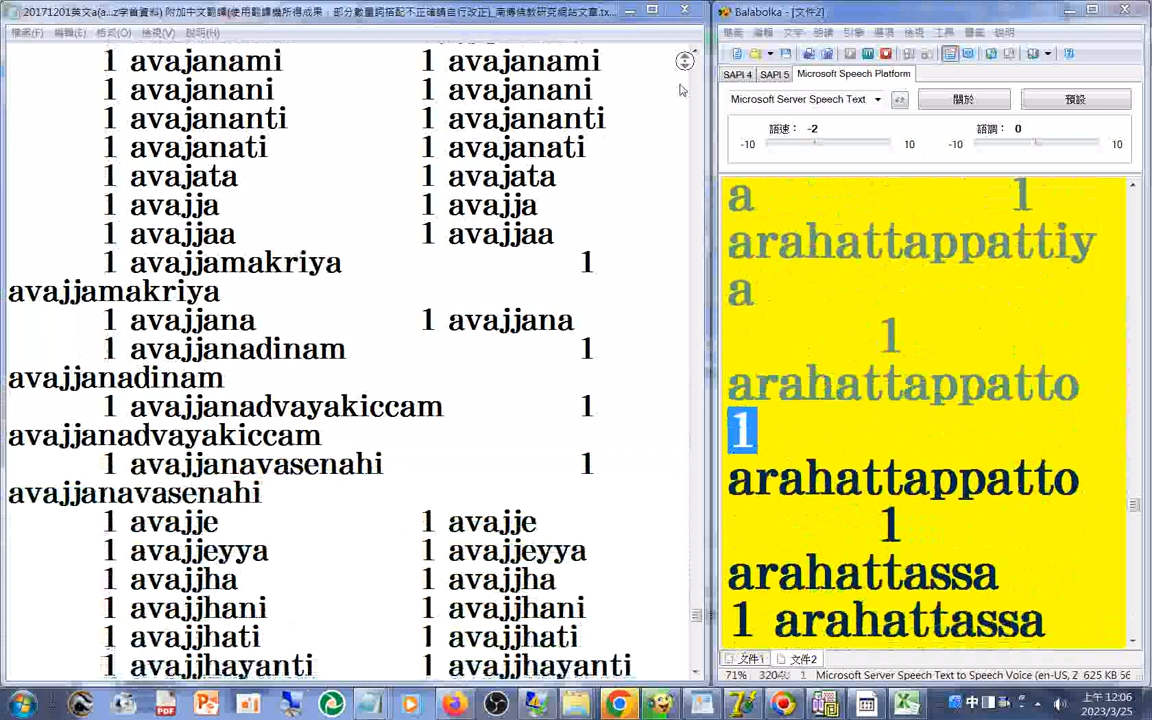 20171201英文a(a...z字首資料) 附加中文翻譯(使用翻譯機所得成果：部分數量詞搭配不正確請自行改正)_南傳佛教研究網站文章.tx...
檔案(F) 編輯(E) 格式(O) 檢視(V) 說明(H)
1 avajanami 1 avajanami
1 avajanani 1 avajanani
1 avajananti 1 avajananti
1 avajanati 1 avajanati
1 avajata 1 avajata
1 avajja 1 avajja
1 avajjaa 1 avajjaa
1 avajjamakriya 1
avajjamakriya
1 avajjana 1 avajjana
1 avajjanadinam 1
avajjanadinam
1 avajjanadvayakiccam 1
avajjanadvayakiccam
1 avajjanavasenahi 1
avajjanavasenahi
1 avajje 1 avajje
1 avajjeyya 1 avajjeyya
1 avajjha 1 avajjha
1 avajjhani 1 avajjhani
1 avajjhati 1 avajjhati
1 avajjhayanti 1 avajjhayanti
Balabolka - [文件2]
檔案 編輯 文字 朗讀 引擎 選項 檢視 工具 視窗 說明
SAPI 4 SAPI 5 Microsoft Speech Platform
Microsoft Server Speech Text 關於 預設
語速： -2 語調： 0
-10 10 -10 10
a 1
arahattappattiy
a
1
arahattappatto
1
arahattappatto
1
arahattassa
1 arahattassa
文件1 文件2
71% Microsoft Server Speech Text to Speech Voice (en-US, Z 625 KB
中
上午 12:06
2023/3/25